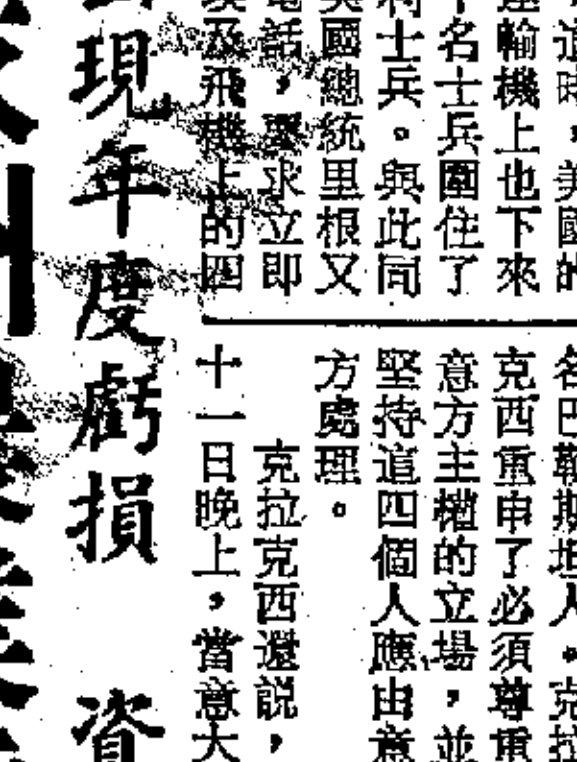 道時，美國的
運輸機上也下來
名士兵圍住了
利士兵。與此同
美國總統里根又
電話，要求立即
埃及飛機上的四
名巴勒斯坦人。克拉
克西重申了必須尊重
意方主權的立場，並
堅持這四個人應由意
方處理。
克拉克西還説，
十一日晚上，當意大
現年度虧損 資